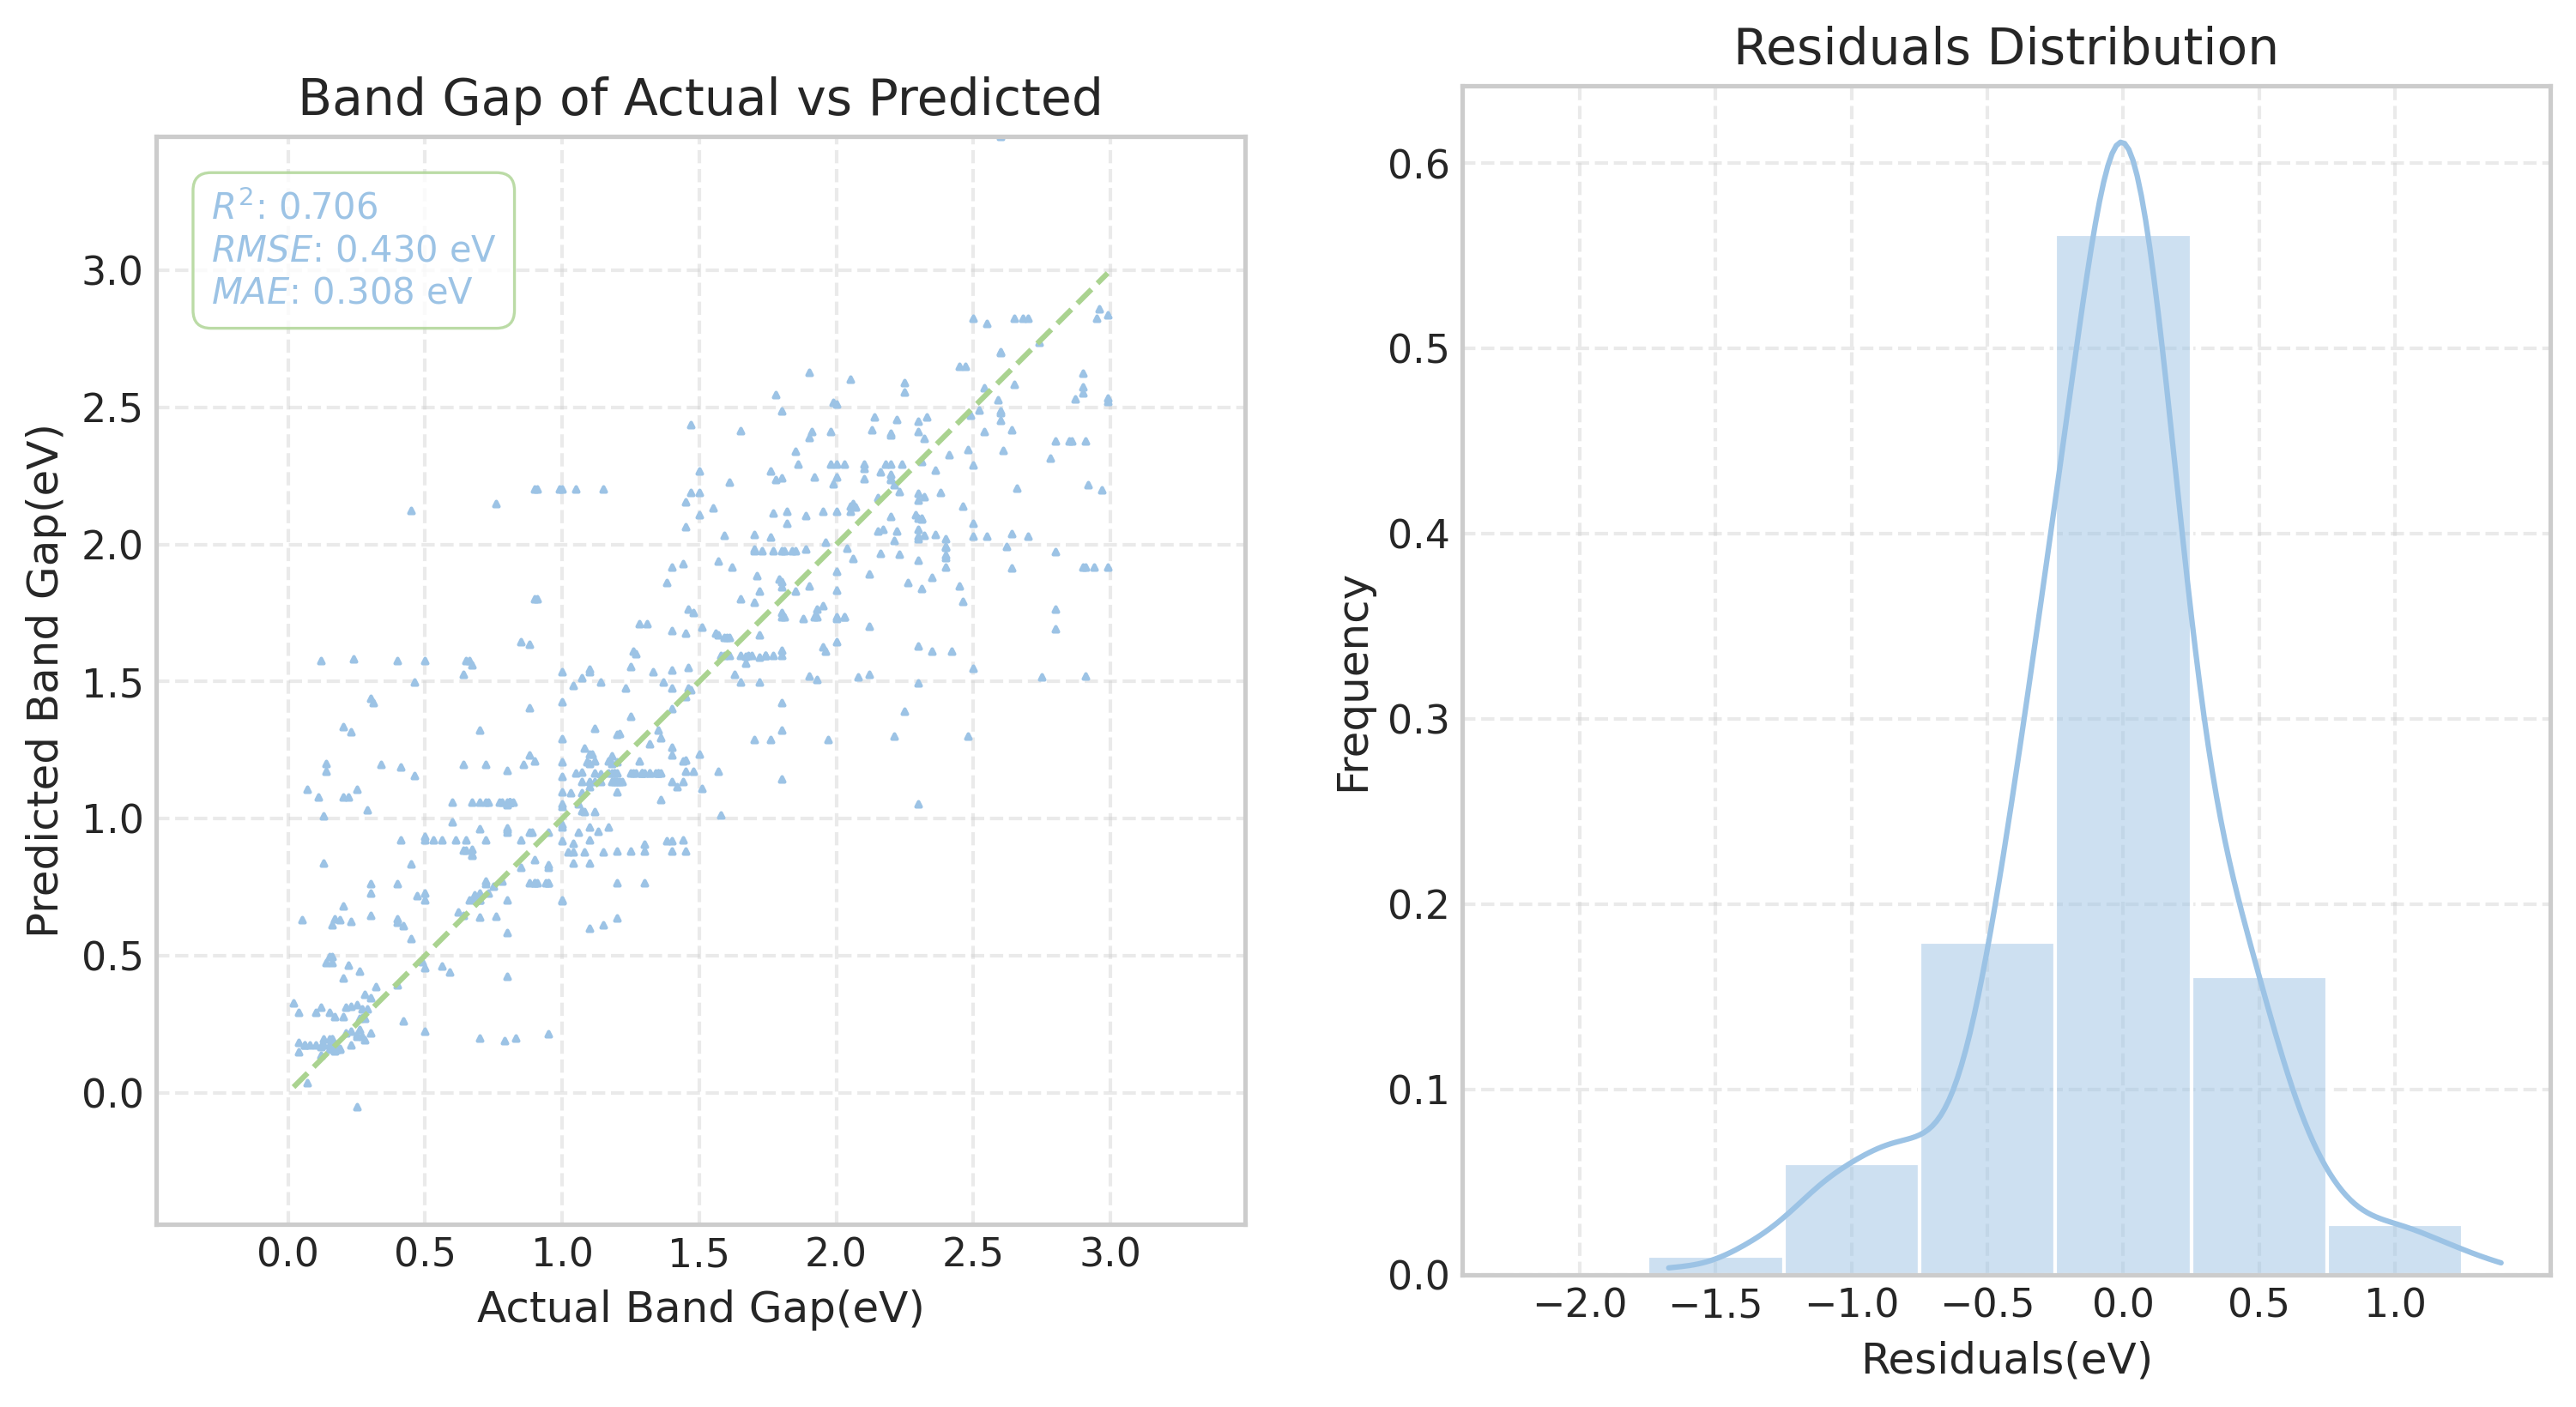 Band Gap of Actual vs Predicted
R²: 0.706
RMSE: 0.430 eV
MAE: 0.308 eV
Predicted Band Gap(eV)
3.0
2.5
2.0
1.5
1.0
0.5
0.0
0.0 0.5 1.0 1.5 2.0 2.5 3.0
Actual Band Gap(eV)
Residuals Distribution
Frequency
0.6
0.5
0.4
0.3
0.2
0.1
0.0
−2.0 −1.5 −1.0 −0.5 0.0 0.5 1.0
Residuals(eV)